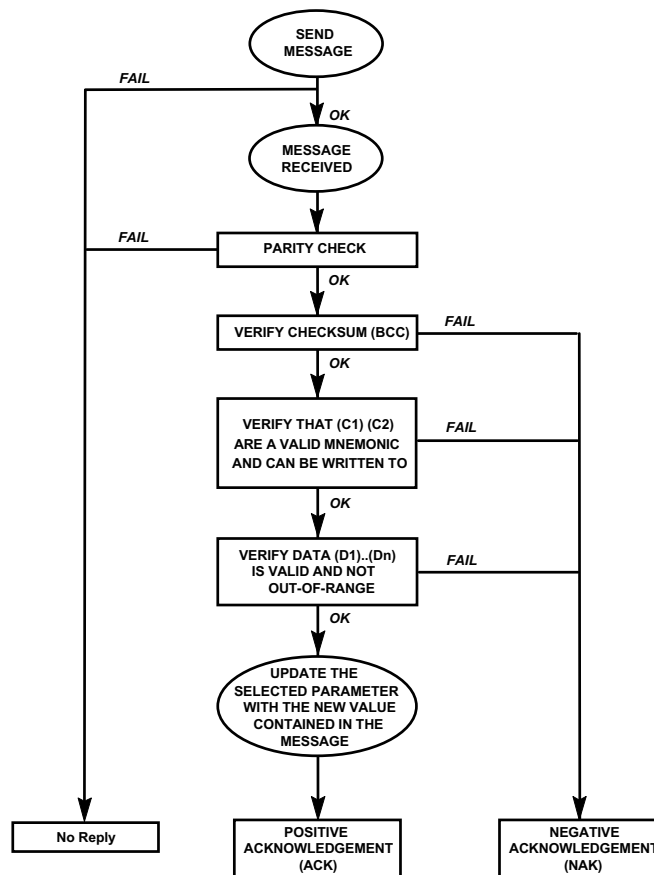 SEND
MESSAGE
FAIL
OK
MESSAGE
RECEIVED
FAIL
PARITY CHECK
OK
VERIFY CHECKSUM (BCC)
FAIL
OK
VERIFY THAT (C1) (C2)
ARE A VALID MNEMONIC
AND CAN BE WRITTEN TO
FAIL
OK
VERIFY DATA (D1)..(Dn)
IS VALID AND NOT
OUT-OF-RANGE
FAIL
OK
UPDATE THE
SELECTED PARAMETER
WITH THE NEW VALUE
CONTAINED IN THE
MESSAGE
No Reply
POSITIVE
ACKNOWLEDGEMENT
(ACK)
NEGATIVE
ACKNOWLEDGEMENT
(NAK)